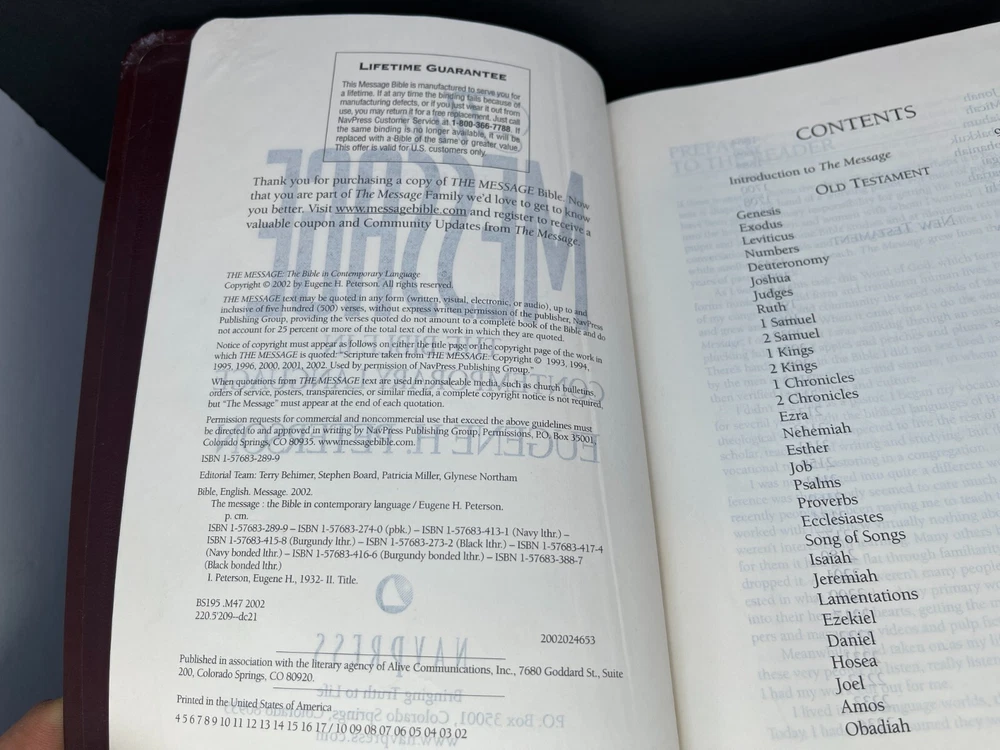 LIFETIME GUARANTEE
This Message Bible is manufactured to serve you for
a lifetime. If at any time the binding fails because of
manufacturing defects, or if you just wear it out from
use, you may return it for a free replacement. Just call
NavPress Customer Service at 1-800-366-7788. If
the same binding is no longer available, it will be
replaced with a Bible of the same or greater value.
This offer is valid for U.S. customers only.
Thank you for purchasing a copy of THE MESSAGE Bible. Now
that you are part of The Message Family we'd love to get to know
you better. Visit www.messagebible.com and register to receive a
valuable coupon and Community Updates from The Message.
THE MESSAGE: The Bible in Contemporary Language
Copyright © 2002 by Eugene H. Peterson. All rights reserved.
THE MESSAGE text may be quoted in any form (written, visual, electronic, or audio), up to and
inclusive of five hundred (500) verses, without express written permission of the publisher, NavPress
Publishing Group, providing the verses quoted do not amount to a complete book of the Bible and do
not account for 25 percent or more of the total text of the work in which they are quoted.
Notice of copyright must appear as follows on either the title page or the copyright page of the work in
which THE MESSAGE is quoted: "Scripture taken from THE MESSAGE. Copyright © 1993, 1994,
1995, 1996, 2000, 2001, 2002. Used by permission of NavPress Publishing Group."
When quotations from THE MESSAGE text are used in nonsaleable media, such as church bulletins,
orders of service, posters, transparencies, or similar media, a complete copyright notice is not required,
but "The Message" must appear at the end of each quotation.
Permission requests for commercial and noncommercial use that exceed the above guidelines must
be directed to and approved in writing by NavPress Publishing Group, Permissions, P.O. Box 35001,
Colorado Springs, CO 80935. www.messagebible.com.
ISBN 1-57683-289-9
Editorial Team: Terry Behimer, Stephen Board, Patricia Miller, Glynese Northam
Bible, English. Message. 2002.
The message : the Bible in contemporary language / Eugene H. Peterson.
p. cm.
ISBN 1-57683-289-9 – ISBN 1-57683-274-0 (pbk.) – ISBN 1-57683-413-1 (Navy lthr.) –
ISBN 1-57683-415-8 (Burgundy lthr.) – ISBN 1-57683-273-2 (Black lthr.) – ISBN 1-57683-417-4
(Navy bonded lthr.) – ISBN 1-57683-416-6 (Burgundy bonded lthr.) – ISBN 1-57683-388-7
(Black bonded lthr.)
I. Peterson, Eugene H., 1932- II. Title.
BS195 .M47 2002
220.5'209–dc21
2002024653
Published in association with the literary agency of Alive Communications, Inc., 7680 Goddard St., Suite
200, Colorado Springs, CO 80920.
Printed in the United States of America
4 5 6 7 8 9 10 11 12 13 14 15 16 17 / 10 09 08 07 06 05 04 03 02
CONTENTS
Introduction to The Message
OLD TESTAMENT
Genesis
Exodus
Leviticus
Numbers
Deuteronomy
Joshua
Judges
Ruth
1 Samuel
2 Samuel
1 Kings
2 Kings
1 Chronicles
2 Chronicles
Ezra
Nehemiah
Esther
Job
Psalms
Proverbs
Ecclesiastes
Song of Songs
Isaiah
Jeremiah
Lamentations
Ezekiel
Daniel
Hosea
Joel
Amos
Obadiah